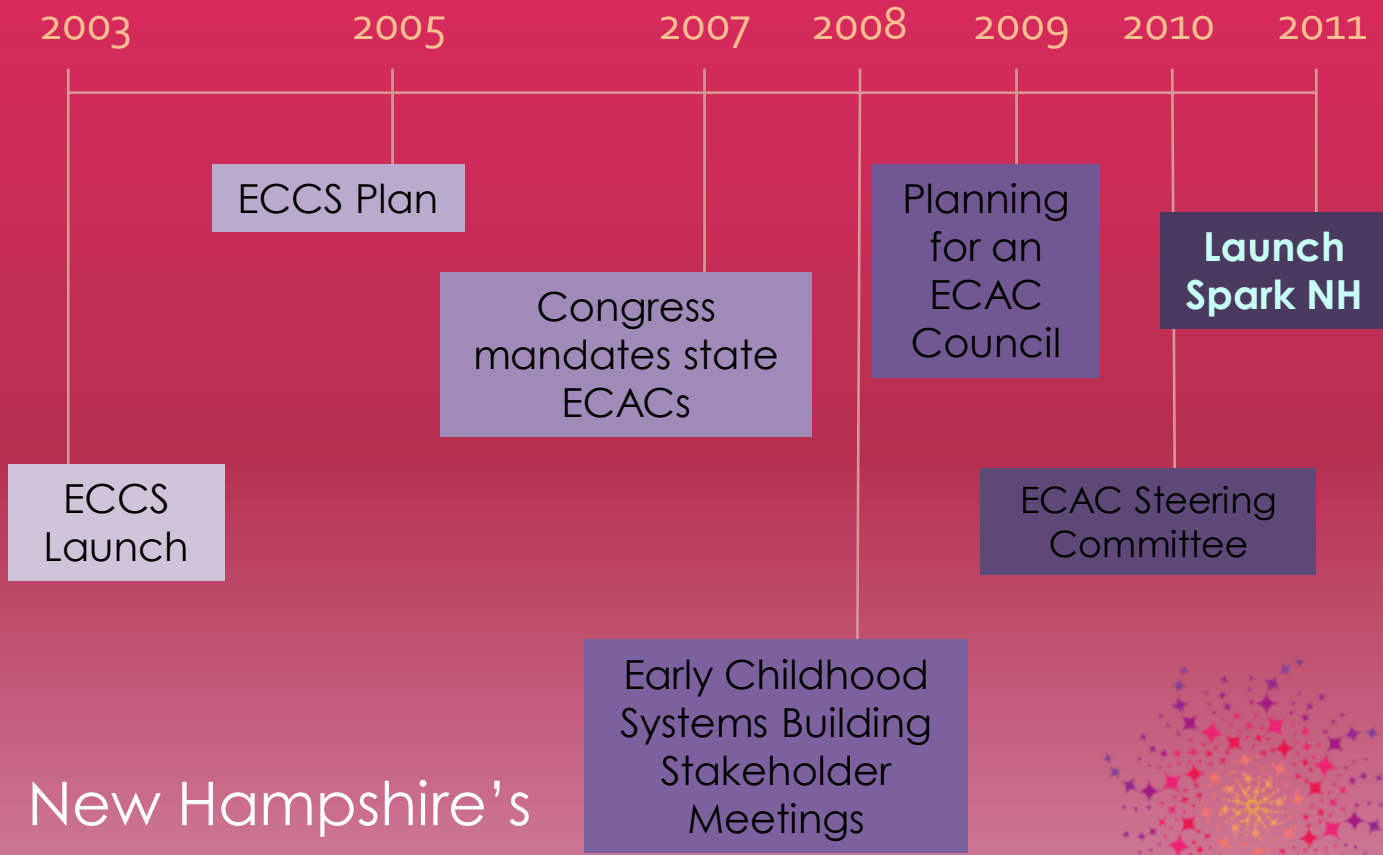 2003 2005 2007 2008 2009 2010 2011
ECCS Plan
Planning
for an
ECAC
Council
Launch
Spark NH
Congress
mandates state
ECACs
ECCS
Launch
ECAC Steering
Committee
Early Childhood
Systems Building
Stakeholder
Meetings
New Hampshire’s